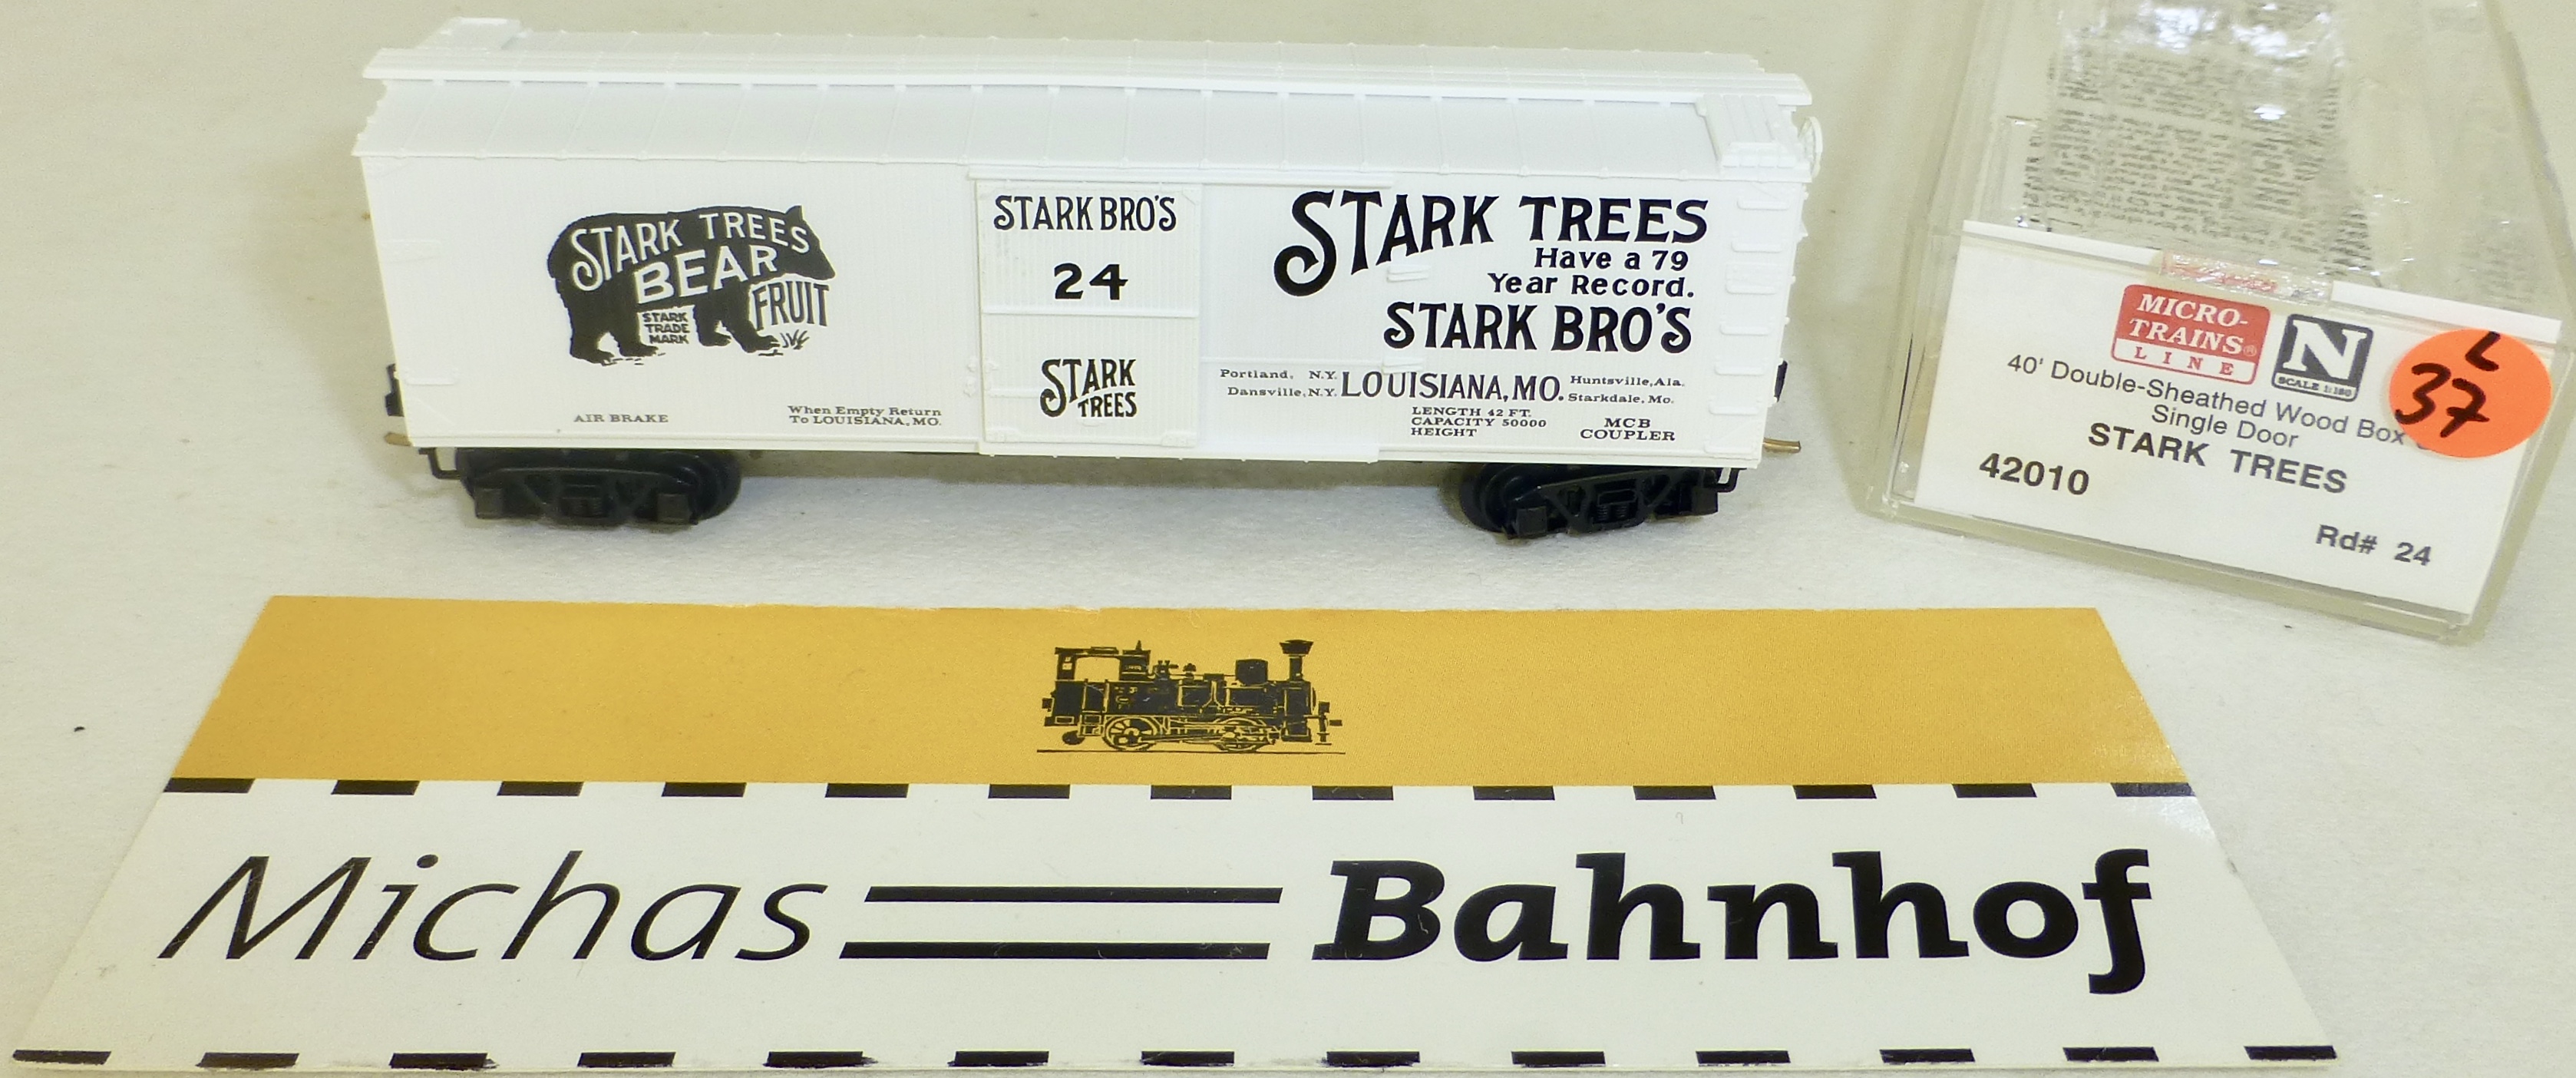 STARK TREES
BEAR
FRUIT
STARK
TRADE
MARK
AIR BRAKE
When Empty Return
To LOUISIANA, MO.
STARK BRO'S
24
STARK
TREES
STARK TREES
Have a 79
Year Record.
STARK BRO'S
Portland, N.Y.
Dansville, N.Y.
LOUISIANA, MO.
Huntsville, Ala.
Starkdale, Mo.
LENGTH 42 FT.
CAPACITY 50000
HEIGHT
MCB
COUPLER
MICRO-
TRAINS®
LINE
N
SCALE 1:160
40' Double-Sheathed Wood Box
Single Door
STARK TREES
42010
Rd# 24
L
37
Michas Bahnhof